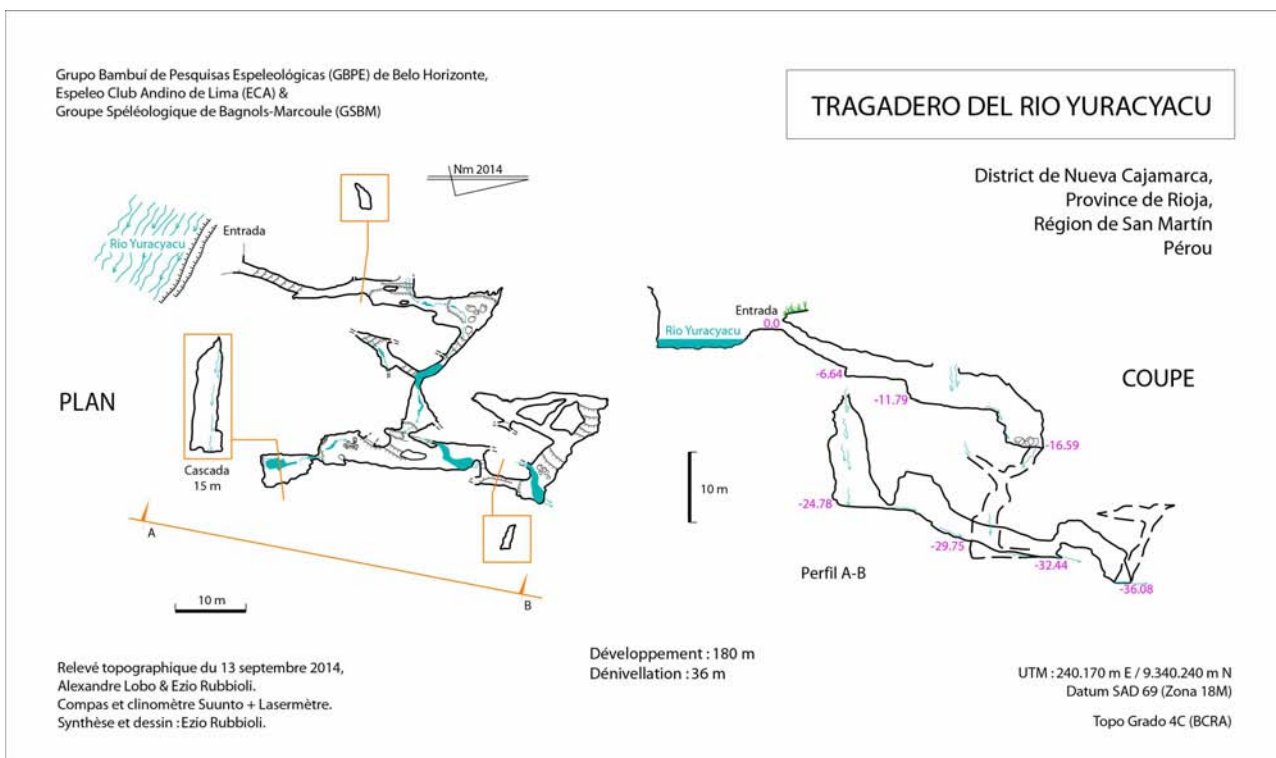 Grupo Bambuí de Pesquisas Espeleológicas (GBPE) de Belo Horizonte,
Espeleo Club Andino de Lima (ECA) &
Groupe Spéléologique de Bagnols-Marcoule (GSBM)
TRAGADERO DEL RIO YURACYACU
District de Nueva Cajamarca,
Province de Rioja,
Région de San Martín
Pérou
Nm 2014
Rio Yuracyacu
Entrada
PLAN
Cascada
15 m
A
B
10 m
Entrada
0.0
Rio Yuracyacu
-6.64
-11.79
-16.59
COUPE
10 m
-24.78
-29.75
-32.44
-36.08
Perfil A-B
Développement : 180 m
Dénivellation : 36 m
Relevé topographique du 13 septembre 2014,
Alexandre Lobo & Ezio Rubbioli.
Compas et clinomètre Suunto + Lasermètre.
Synthèse et dessin : Ezio Rubbioli.
UTM : 240.170 m E / 9.340.240 m N
Datum SAD 69 (Zona 18M)
Topo Grado 4C (BCRA)